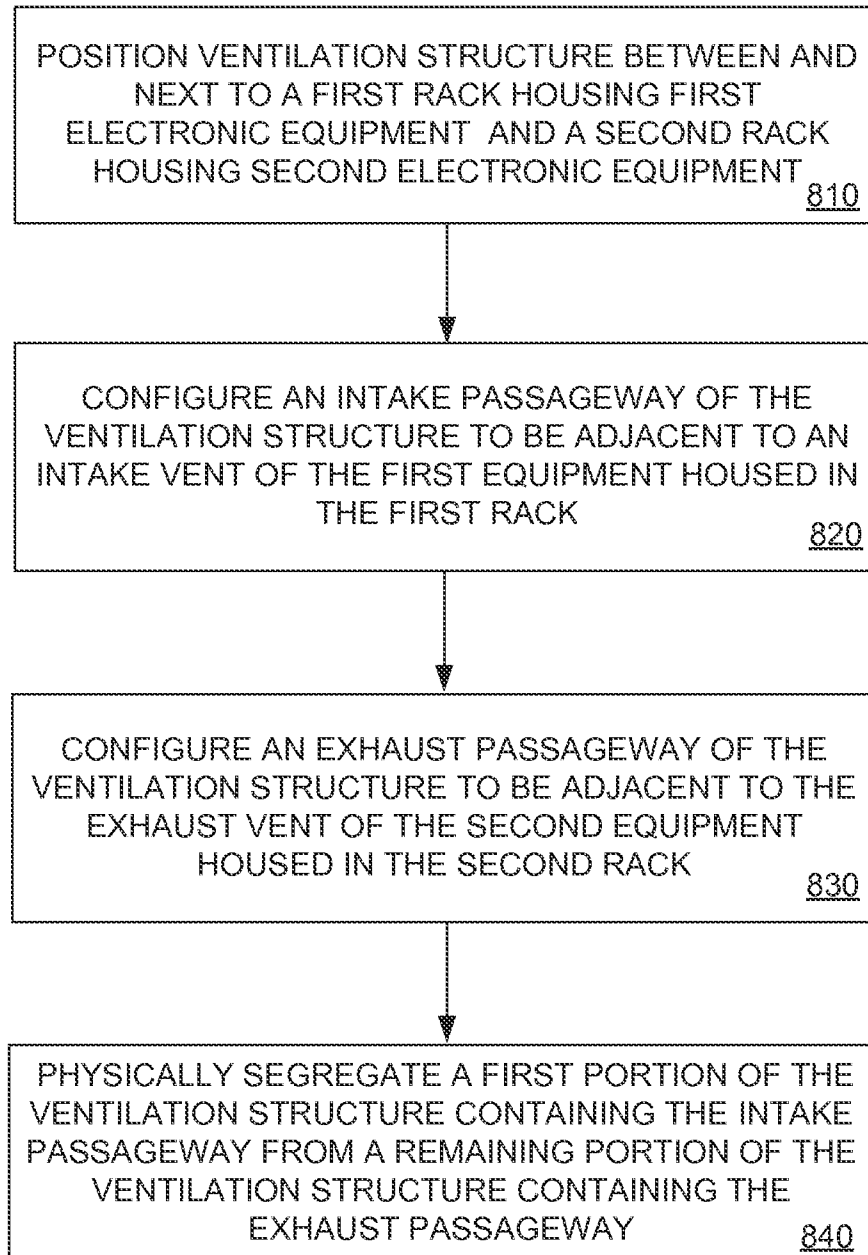 POSITION VENTILATION STRUCTURE BETWEEN AND
NEXT TO A FIRST RACK HOUSING FIRST
ELECTRONIC EQUIPMENT AND A SECOND RACK
HOUSING SECOND ELECTRONIC EQUIPMENT
810
CONFIGURE AN INTAKE PASSAGEWAY OF THE
VENTILATION STRUCTURE TO BE ADJACENT TO AN
INTAKE VENT OF THE FIRST EQUIPMENT HOUSED IN
THE FIRST RACK
820
CONFIGURE AN EXHAUST PASSAGEWAY OF THE
VENTILATION STRUCTURE TO BE ADJACENT TO THE
EXHAUST VENT OF THE SECOND EQUIPMENT
HOUSED IN THE SECOND RACK
830
PHYSICALLY SEGREGATE A FIRST PORTION OF THE
VENTILATION STRUCTURE CONTAINING THE INTAKE
PASSAGEWAY FROM A REMAINING PORTION OF THE
VENTILATION STRUCTURE CONTAINING THE
EXHAUST PASSAGEWAY
840